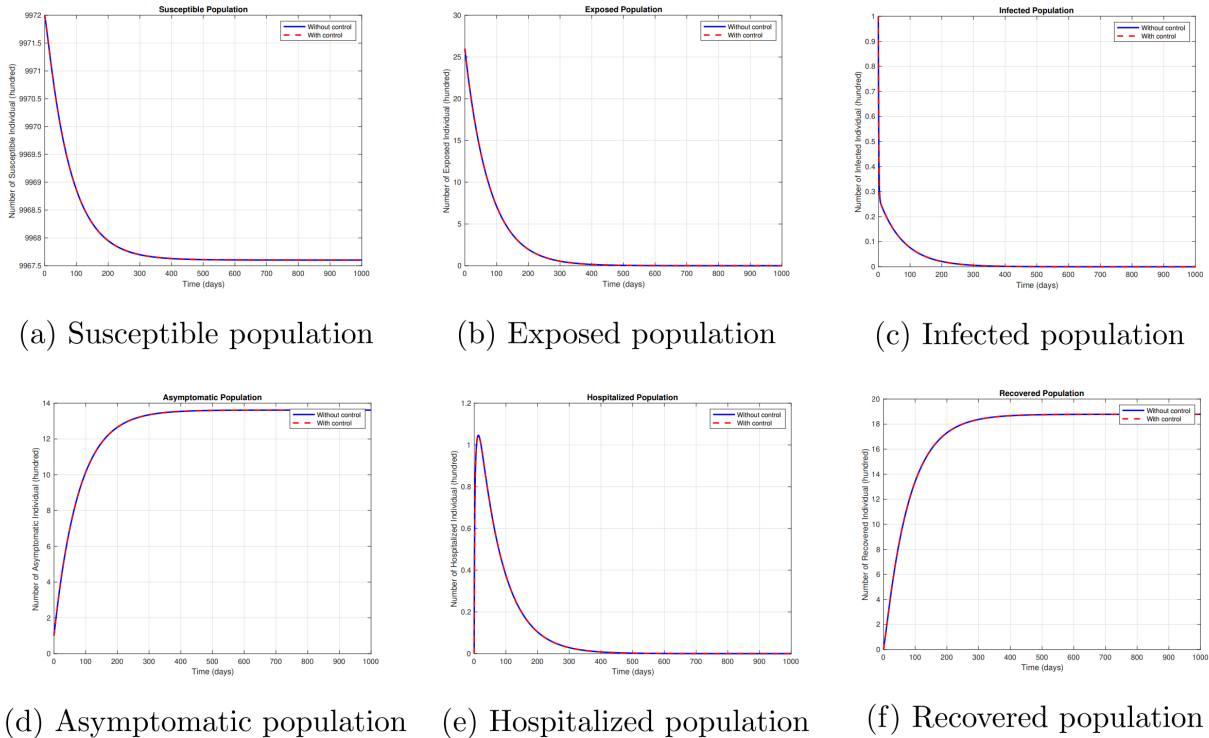 Susceptible Population
Number of Susceptible Individual (hundred)
9972
9971.5
9971
9970.5
9970
9969.5
9969
9968.5
9968
9967.5
0 100 200 300 400 500 600 700 800 900 1000
Time (days)
Without control
With control
(a) Susceptible population
Exposed Population
Number of Exposed Individual (hundred)
30
25
20
15
10
5
0
0 100 200 300 400 500 600 700 800 900 1000
Time (days)
Without control
With control
(b) Exposed population
Infected Population
Number of Infected Individual (hundred)
1
0.9
0.8
0.7
0.6
0.5
0.4
0.3
0.2
0.1
0
0 100 200 300 400 500 600 700 800 900 1000
Time (days)
Without control
With control
(c) Infected population
Asymptomatic Population
Number of Asymptomatic Individual (hundred)
14
12
10
8
6
4
2
0
0 100 200 300 400 500 600 700 800 900 1000
Time (days)
Without control
With control
(d) Asymptomatic population
Hospitalized Population
Number of Hospitalized Individual (hundred)
1.2
1
0.8
0.6
0.4
0.2
0
0 100 200 300 400 500 600 700 800 900 1000
Time (days)
Without control
With control
(e) Hospitalized population
Recovered Population
Number of Recovered Individual (hundred)
20
18
16
14
12
10
8
6
4
2
0
0 100 200 300 400 500 600 700 800 900 1000
Time (days)
Without control
With control
(f) Recovered population